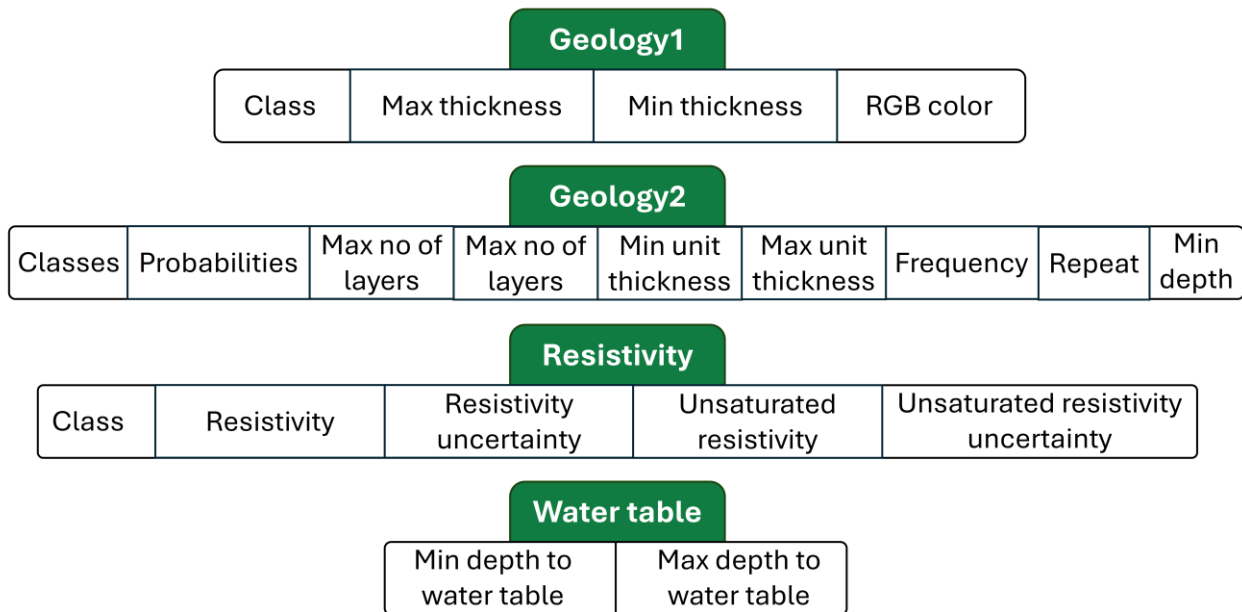 Geology1
Class
Max thickness
Min thickness
RGB color
Geology2
Classes
Probabilities
Max no of
layers
Max no of
layers
Min unit
thickness
Max unit
thickness
Frequency
Repeat
Min
depth
Resistivity
Class
Resistivity
Resistivity
uncertainty
Unsaturated
resistivity
Unsaturated resistivity
uncertainty
Water table
Min depth to
water table
Max depth to
water table